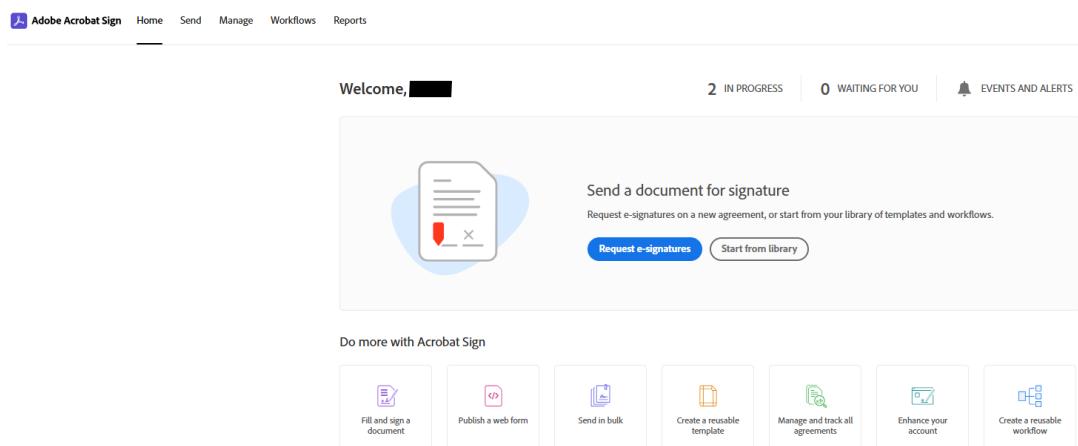 Adobe Acrobat Sign Home Send Manage Workflows Reports
Welcome,
2 IN PROGRESS 0 WAITING FOR YOU EVENTS AND ALERTS
Send a document for signature
Request e-signatures on a new agreement, or start from your library of templates and workflows.
Request e-signatures Start from library
Do more with Acrobat Sign
Fill and sign a
document
Publish a web form
Send in bulk
Create a reusable
template
Manage and track all
agreements
Enhance your
account
Create a reusable
workflow